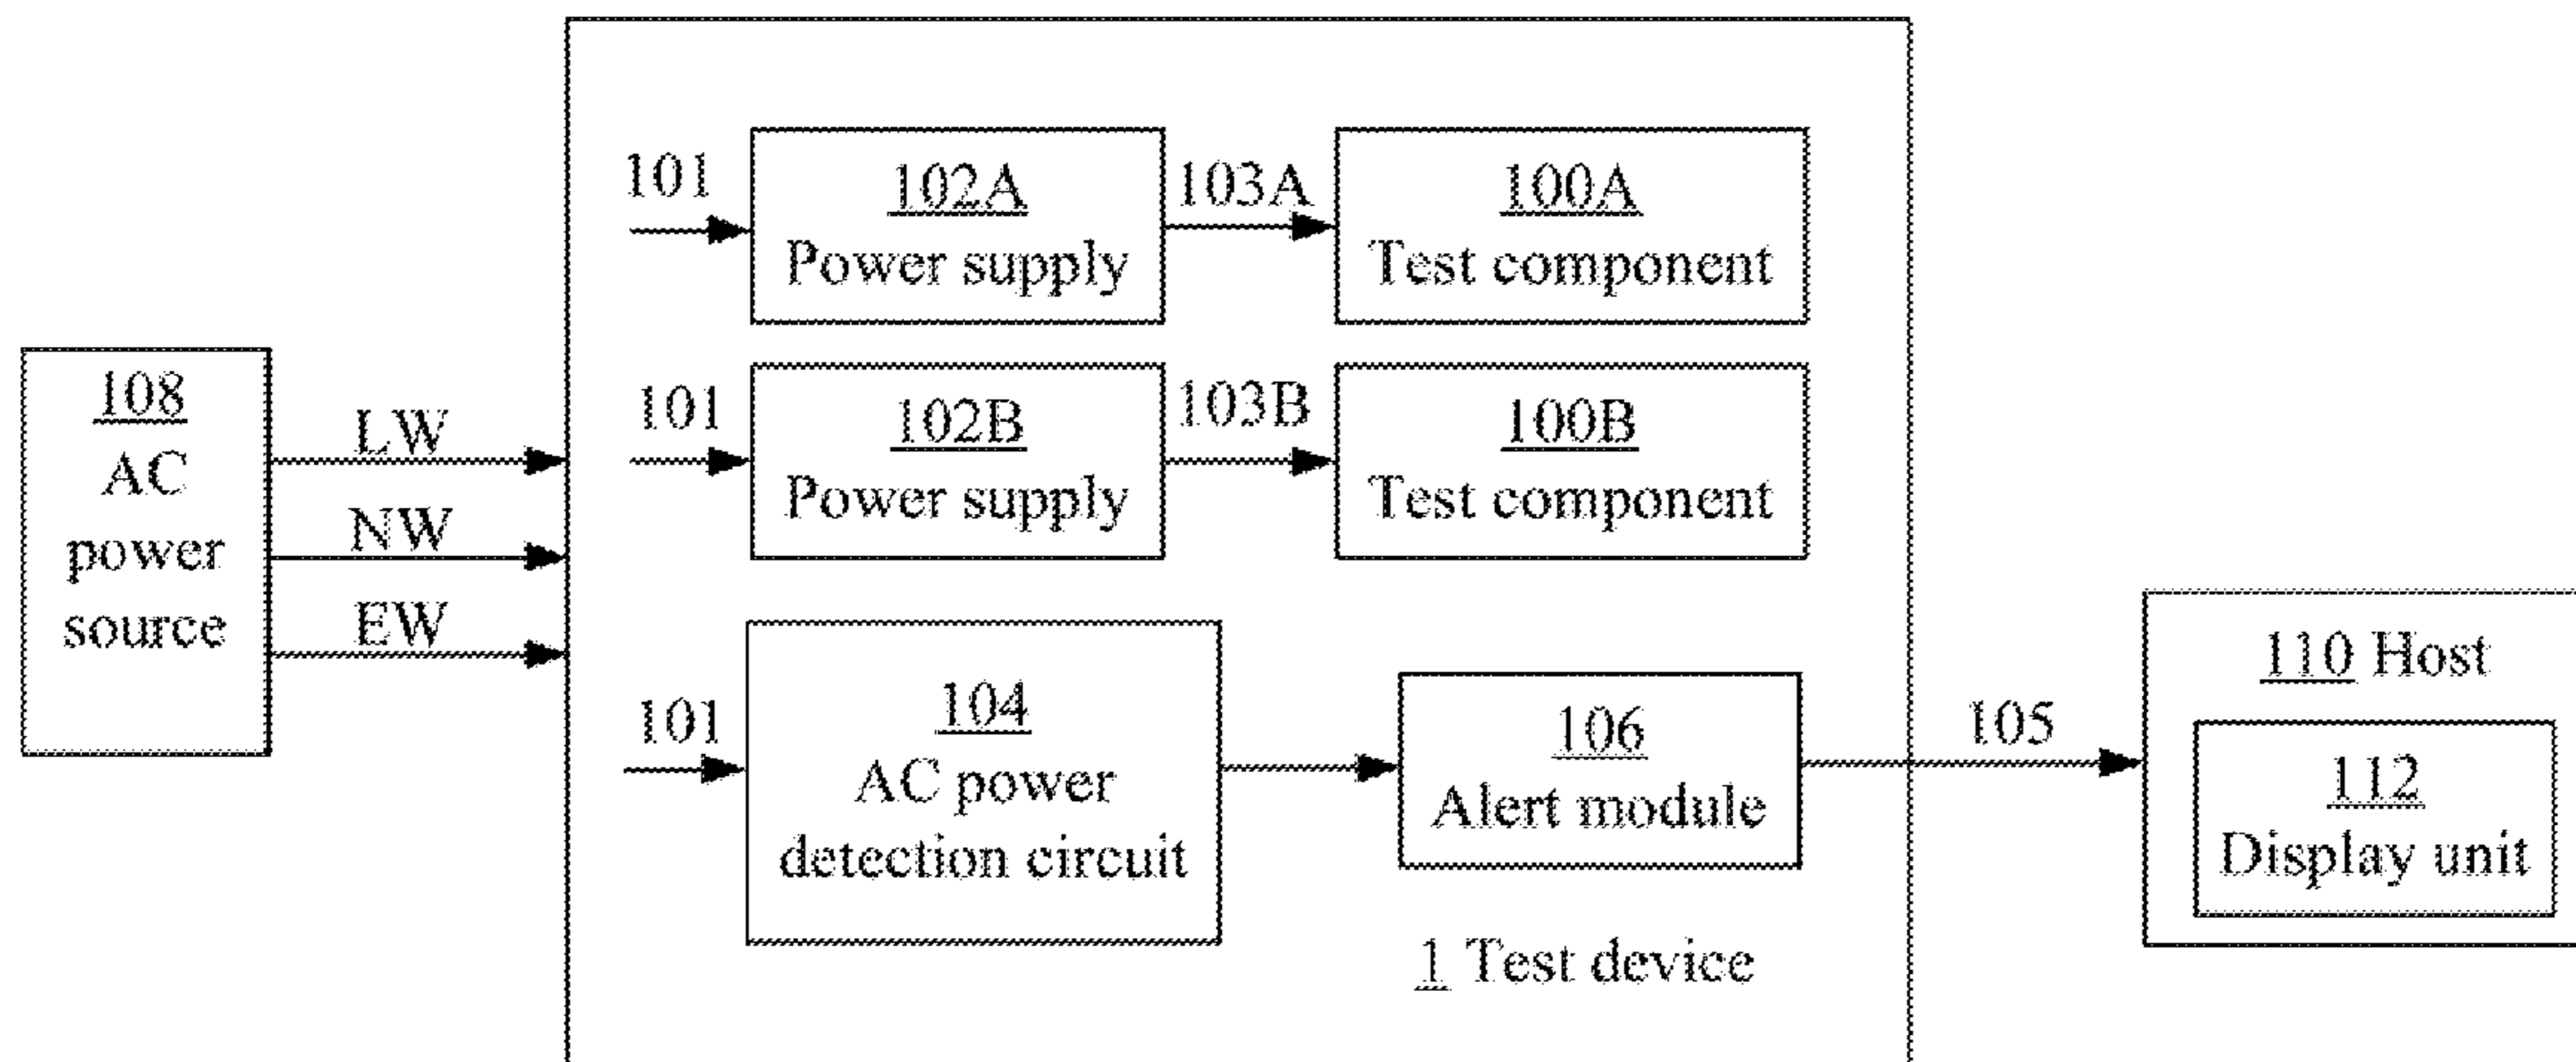 101
102A
Power supply
103A
100A
Test component
108
AC
power
source
LW
NW
EW
101
102B
Power supply
103B
100B
Test component
101
104
AC power
detection circuit
106
Alert module
1 Test device
105
110 Host
112
Display unit